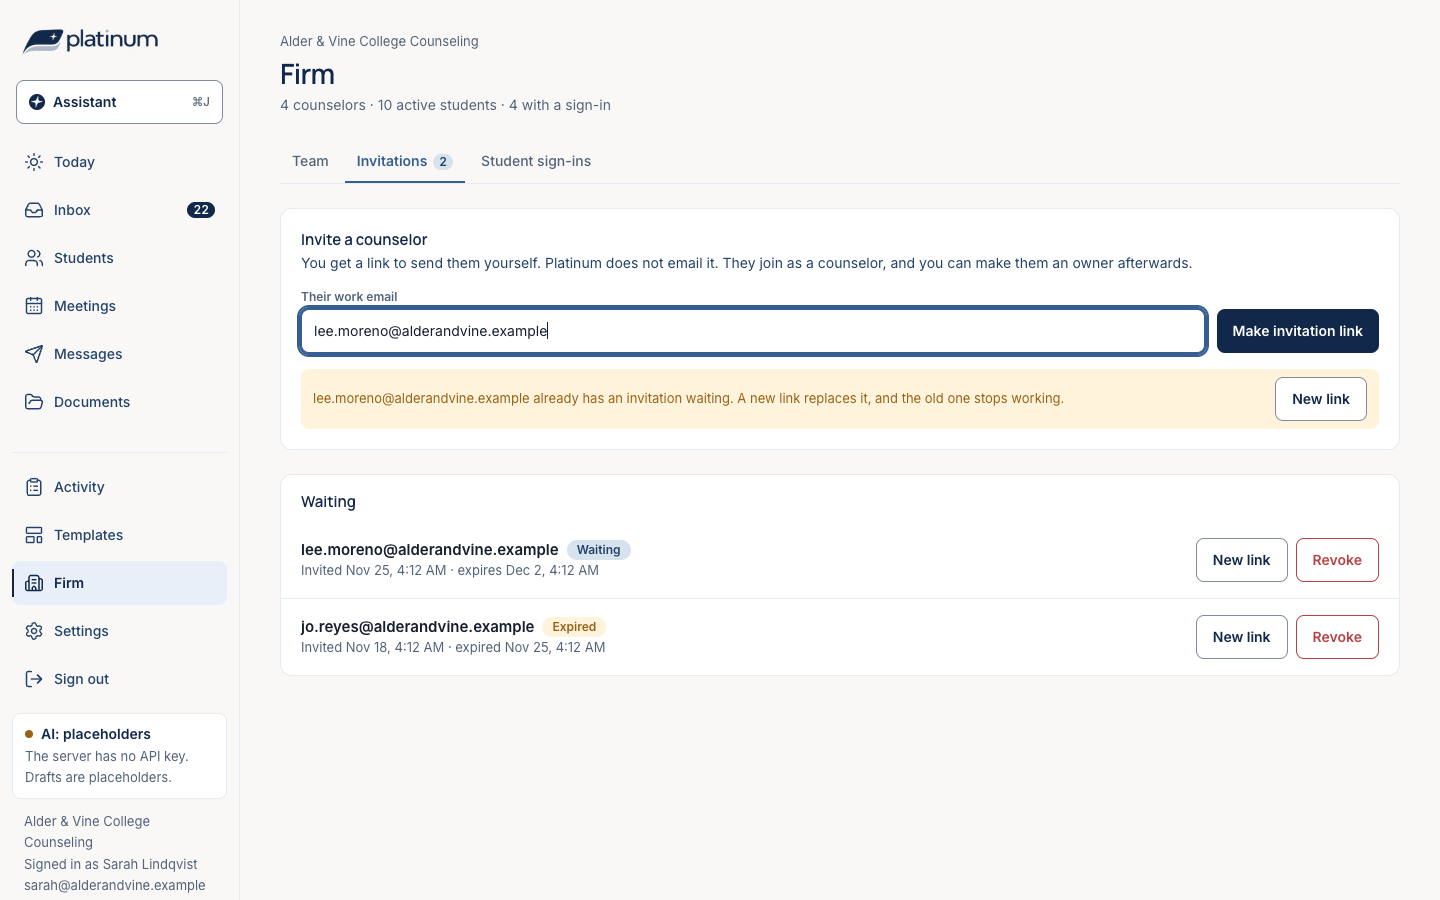 platinum
Assistant ⌘J
Today
Inbox 22
Students
Meetings
Messages
Documents
Activity
Templates
Firm
Settings
Sign out
AI: placeholders
The server has no API key.
Drafts are placeholders.
Alder & Vine College
Counseling
Signed in as Sarah Lindqvist
sarah@alderandvine.example
Alder & Vine College Counseling
Firm
4 counselors · 10 active students · 4 with a sign-in
Team Invitations 2 Student sign-ins
Invite a counselor
You get a link to send them yourself. Platinum does not email it. They join as a counselor, and you can make them an owner afterwards.
Their work email
lee.moreno@alderandvine.example Make invitation link
lee.moreno@alderandvine.example already has an invitation waiting. A new link replaces it, and the old one stops working. New link
Waiting
lee.moreno@alderandvine.example Waiting
Invited Nov 25, 4:12 AM · expires Dec 2, 4:12 AM
New link Revoke
jo.reyes@alderandvine.example Expired
Invited Nov 18, 4:12 AM · expired Nov 25, 4:12 AM
New link Revoke